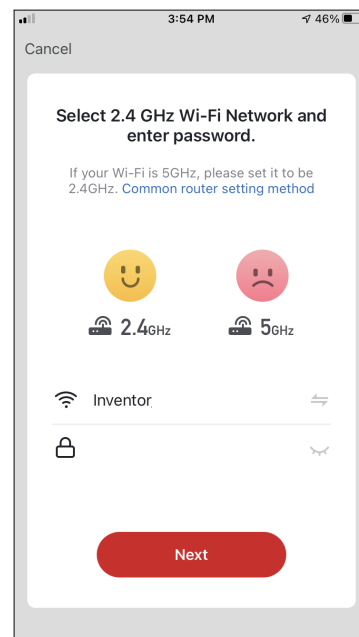 3:54 PM
46%
Cancel
Select 2.4 GHz Wi-Fi Network and
enter password.
If your Wi-Fi is 5GHz, please set it to be
2.4GHz. Common router setting method
2.4GHz
5GHz
Inventor
Next